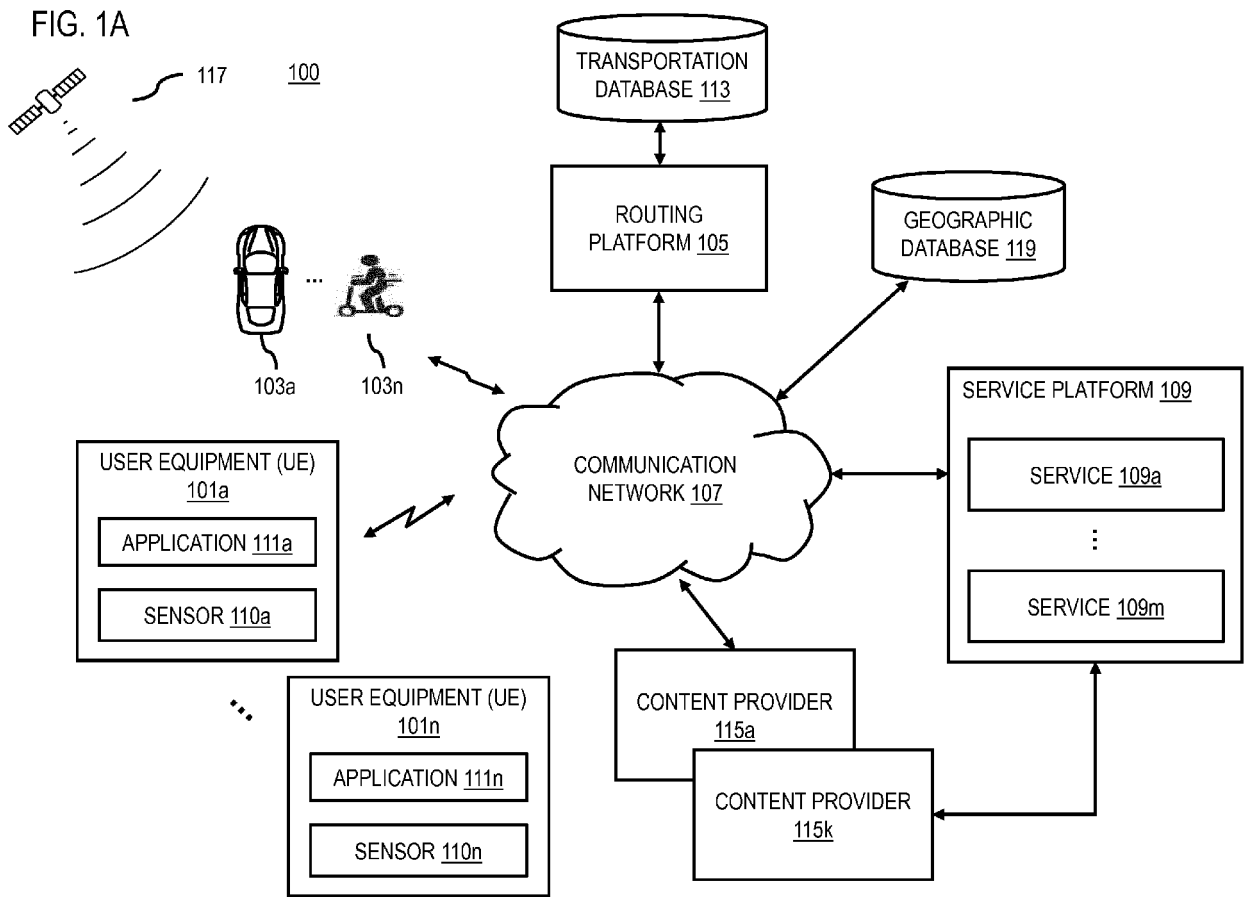 FIG. 1A
117
100
TRANSPORTATION
DATABASE 113
ROUTING
PLATFORM 105
GEOGRAPHIC
DATABASE 119
...
103a
103n
COMMUNICATION
NETWORK 107
SERVICE PLATFORM 109
SERVICE 109a
...
SERVICE 109m
USER EQUIPMENT (UE)
101a
APPLICATION 111a
SENSOR 110a
...
USER EQUIPMENT (UE)
101n
APPLICATION 111n
SENSOR 110n
CONTENT PROVIDER
115a
CONTENT PROVIDER
115k